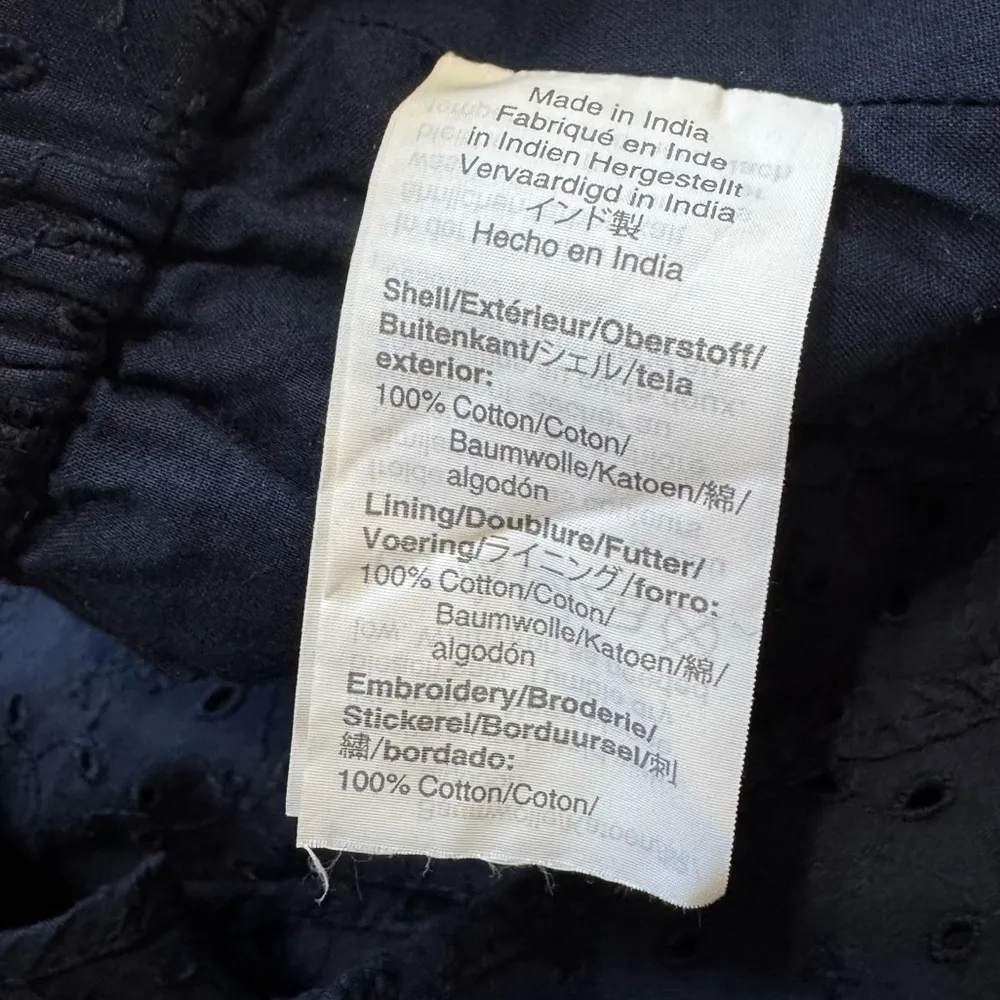 Made in India
Fabriqué en Inde
in Indien Hergestellt
Vervaardigd in India
インド製
Hecho en India
Shell/Extérieur/Oberstoff/
Buitenkant/シェル/tela
exterior:
100% Cotton/Coton/
Baumwolle/Katoen/綿/
algodón
Lining/Doublure/Futter/
Voering/ライニング/forro:
100% Cotton/Coton/
Baumwolle/Katoen/綿/
algodón
Embroidery/Broderie/
Stickerei/Borduursel/刺
繍/bordado:
100% Cotton/Coton/